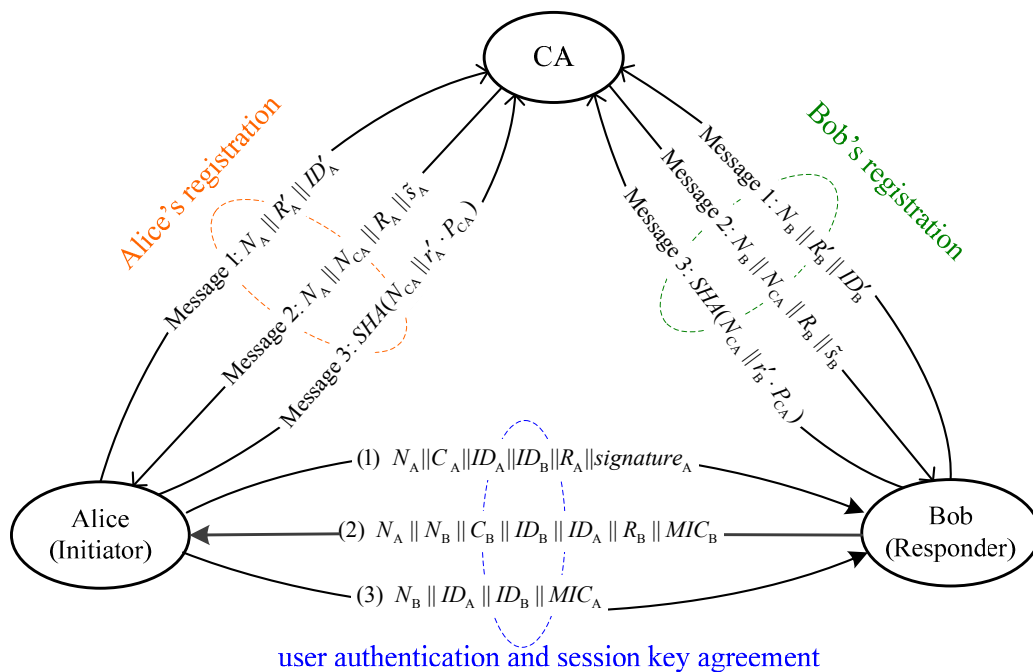 CA
Alice's registration
Bob's registration
Message 1: N_A || R'_A || ID'_A
Message 2: N_A || N_CA || R_A || s̃_A
Message 3: SHA(N_CA || r'_A · P_CA)
Message 1: N_B || R'_B || ID'_B
Message 2: N_B || N_CA || R_B || s̃_B
Message 3: SHA(N_CA || r'_B · P_CA)
(1) N_A||C_A||ID_A||ID_B||R_A||signature_A
Alice
(Initiator)
(2) N_A || N_B || C_B || ID_B || ID_A || R_B || MIC_B
Bob
(Responder)
(3) N_B || ID_A || ID_B || MIC_A
user authentication and session key agreement